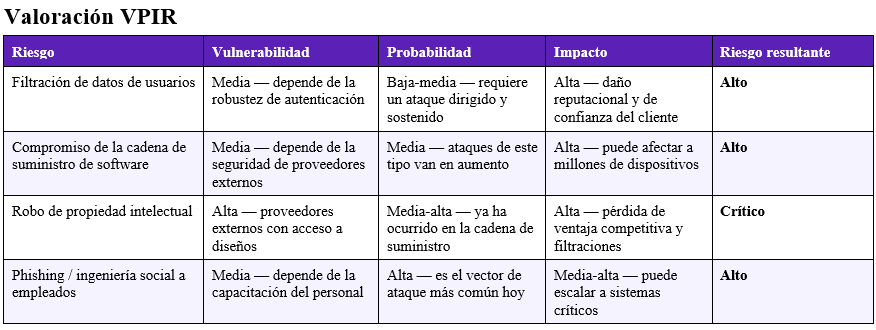 Valoración VPIR
Riesgo
Vulnerabilidad
Probabilidad
Impacto
Riesgo resultante
Filtración de datos de usuarios
Media — depende de la
robustez de autenticación
Baja-media — requiere
un ataque dirigido y
sostenido
Alta — daño
reputacional y de
confianza del cliente
Alto
Compromiso de la cadena de
suministro de software
Media — depende de la
seguridad de proveedores
externos
Media — ataques de este
tipo van en aumento
Alta — puede afectar a
millones de dispositivos
Alto
Robo de propiedad intelectual
Alta — proveedores
externos con acceso a
diseños
Media-alta — ya ha
ocurrido en la cadena de
suministro
Alta — pérdida de
ventaja competitiva y
filtraciones
Crítico
Phishing / ingeniería social a
empleados
Media — depende de la
capacitación del personal
Alta — es el vector de
ataque más común hoy
Media-alta — puede
escalar a sistemas
críticos
Alto